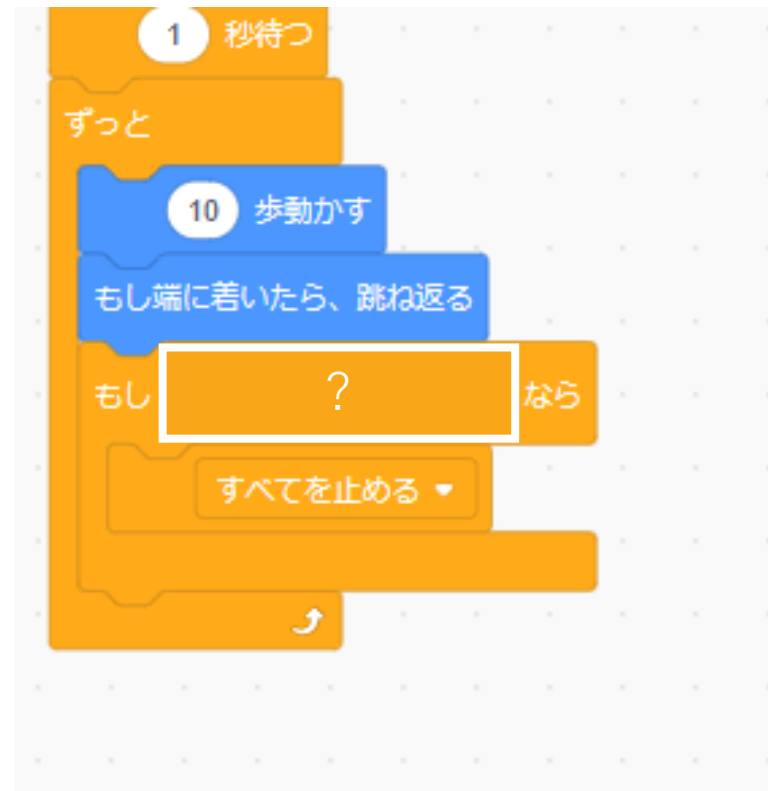 1 秒待つ
ずっと
10 歩動かす
もし端に着いたら、跳ね返る
もし ? なら
すべてを止める